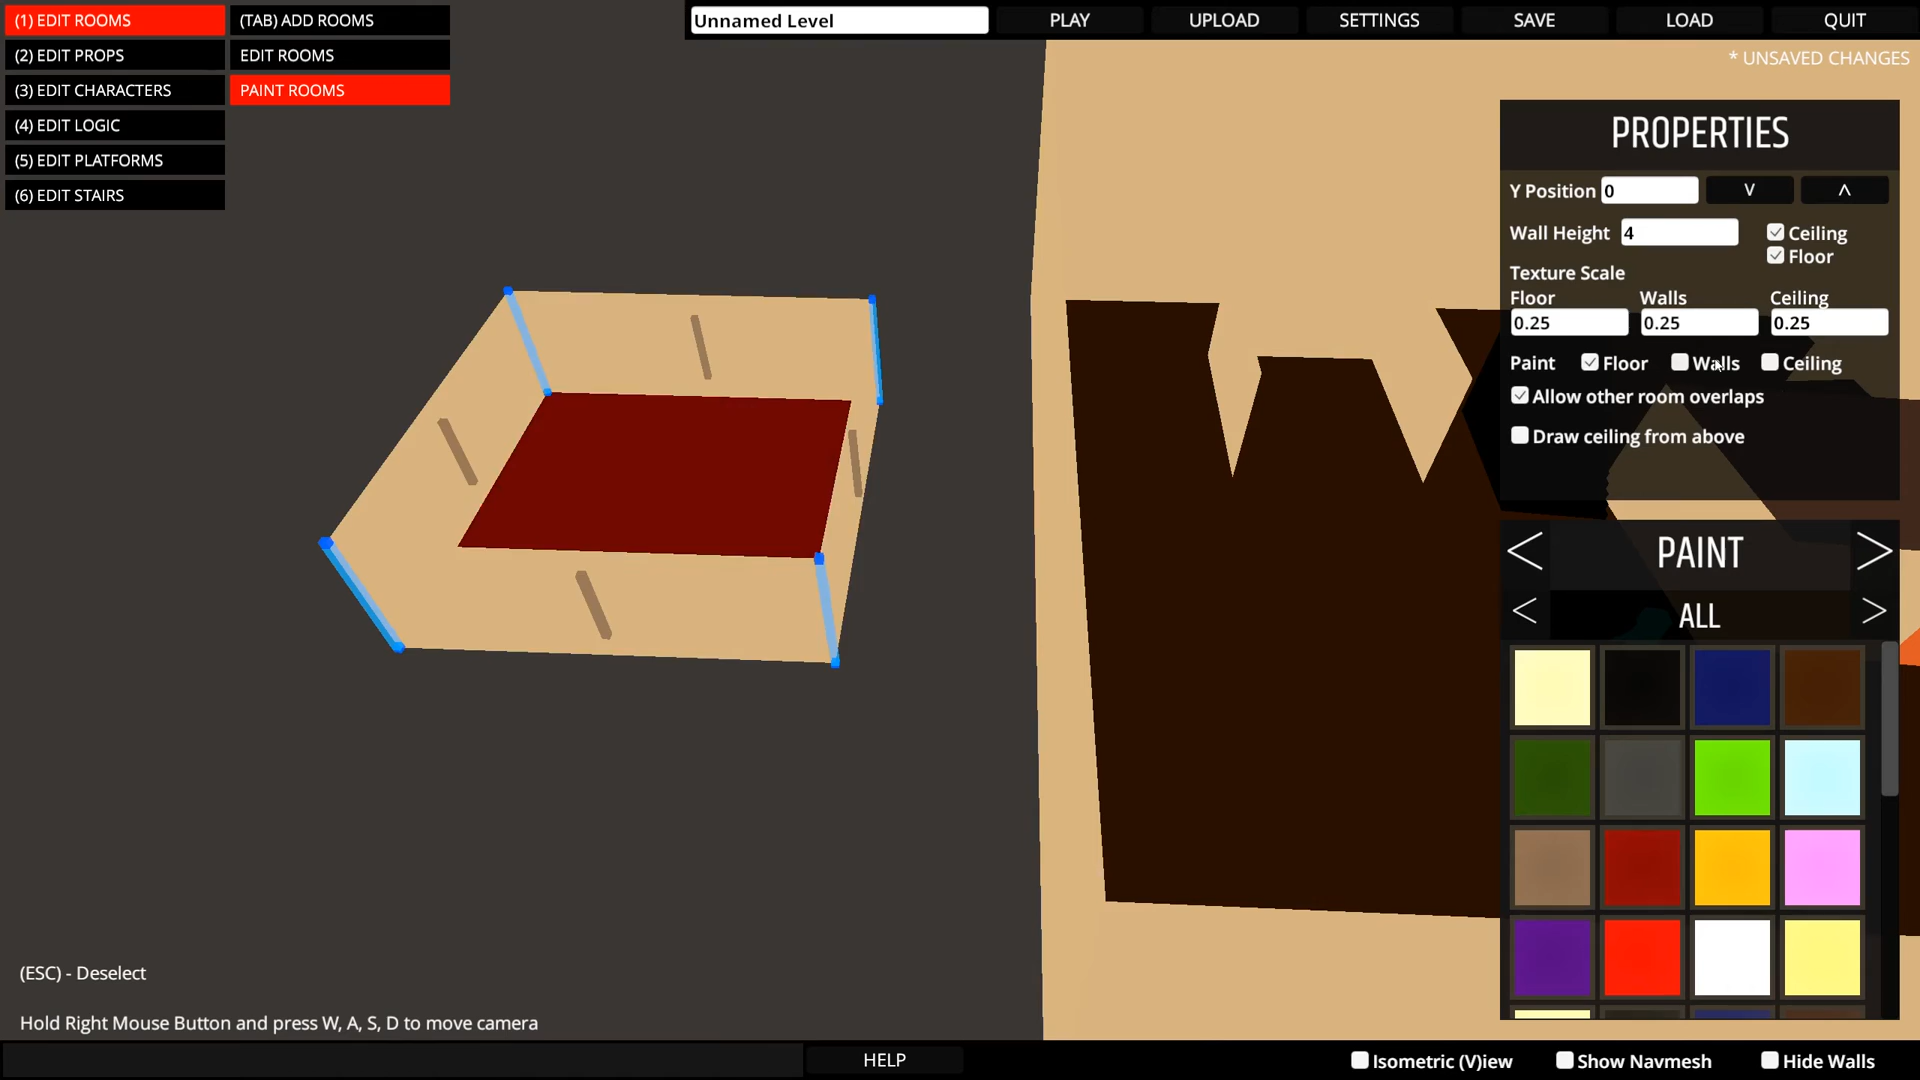 (1) EDIT ROOMS
(TAB) ADD ROOMS
Unnamed Level
PLAY
UPLOAD
SETTINGS
SAVE
LOAD
QUIT
(2) EDIT PROPS
EDIT ROOMS
* UNSAVED CHANGES
(3) EDIT CHARACTERS
PAINT ROOMS
(4) EDIT LOGIC
(5) EDIT PLATFORMS
(6) EDIT STAIRS
PROPERTIES
Y Position 0 V Λ
Wall Height 4
Ceiling
Floor
Texture Scale
Floor Walls Ceiling
0.25 0.25 0.25
Paint Floor Walls Ceiling
Allow other room overlaps
Draw ceiling from above
< PAINT >
< ALL >
(ESC) - Deselect
Hold Right Mouse Button and press W, A, S, D to move camera
HELP
Isometric (V)iew
Show Navmesh
Hide Walls